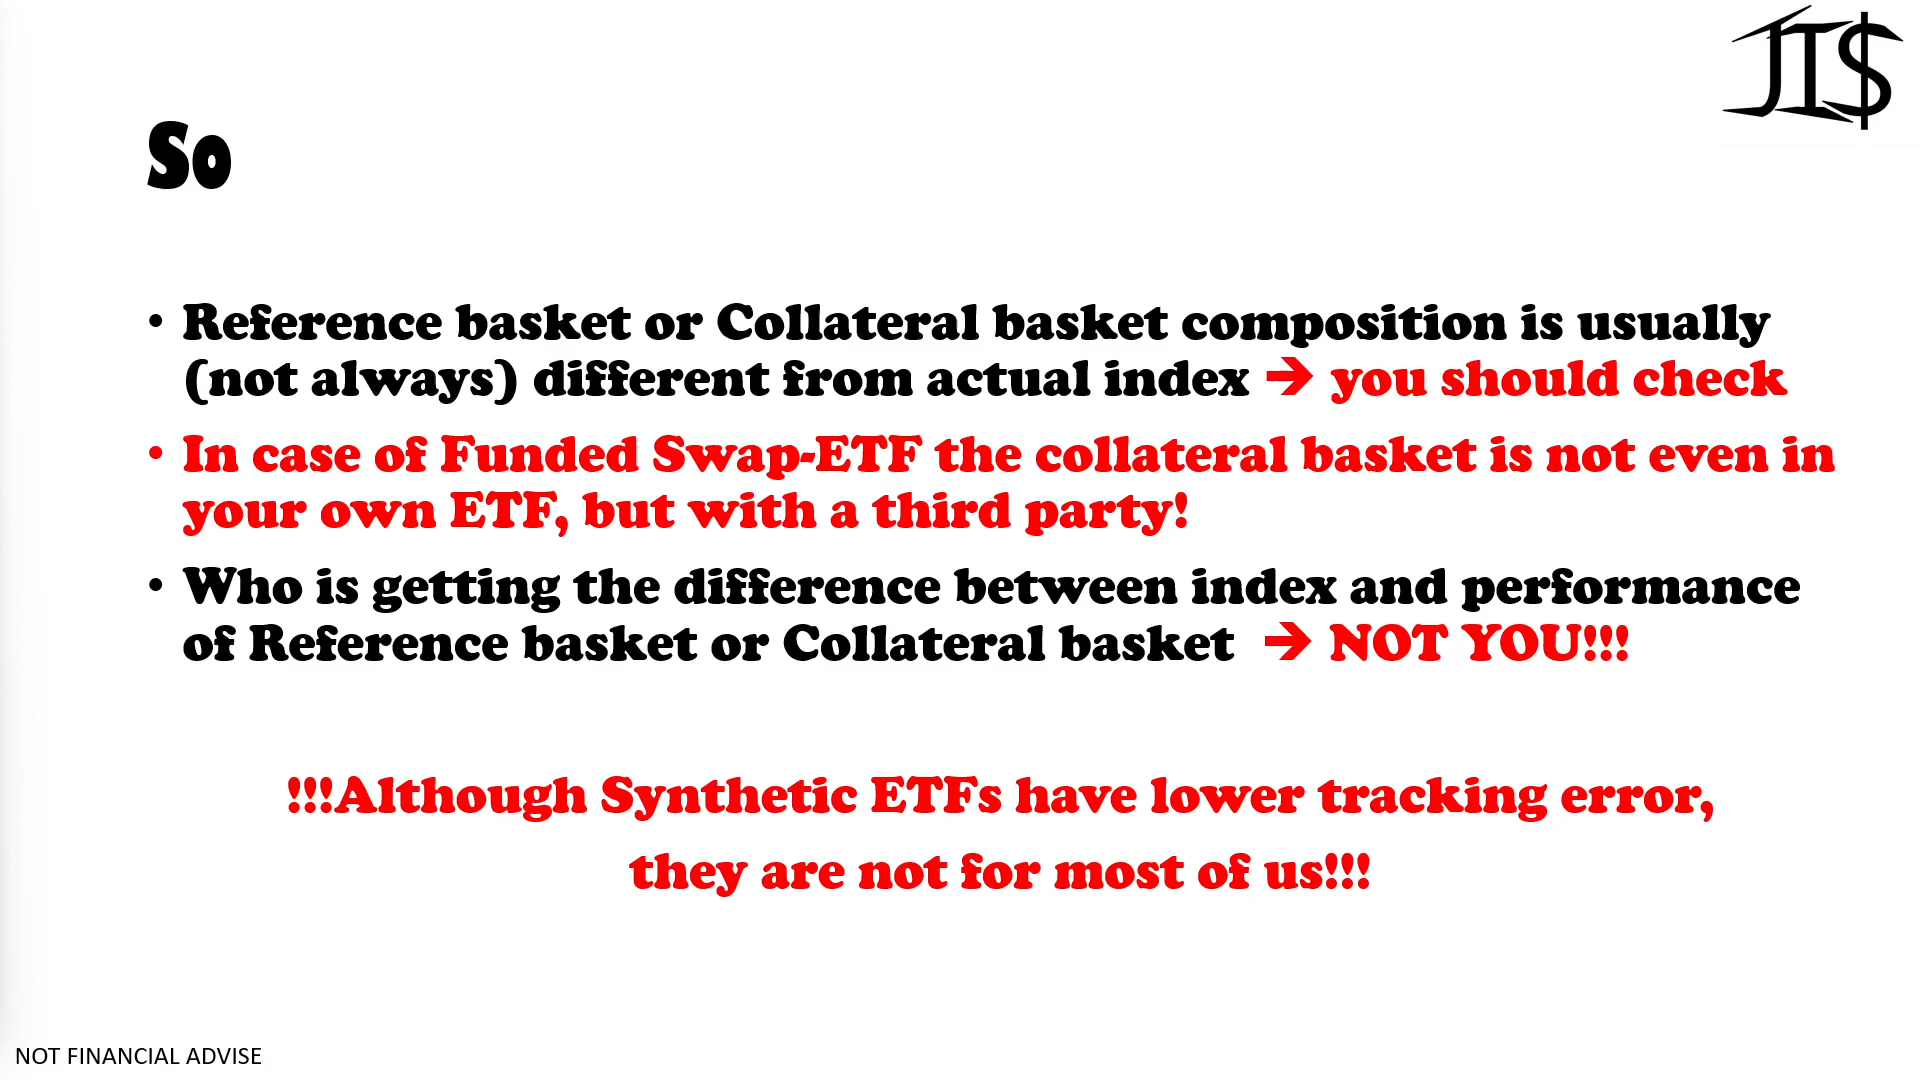 JI$
So
• Reference basket or Collateral basket composition is usually
(not always) different from actual index ➔ you should check
• In case of Funded Swap-ETF the collateral basket is not even in
your own ETF, but with a third party!
• Who is getting the difference between index and performance
of Reference basket or Collateral basket ➔ NOT YOU!!!
!!!Although Synthetic ETFs have lower tracking error,
they are not for most of us!!!
NOT FINANCIAL ADVISE